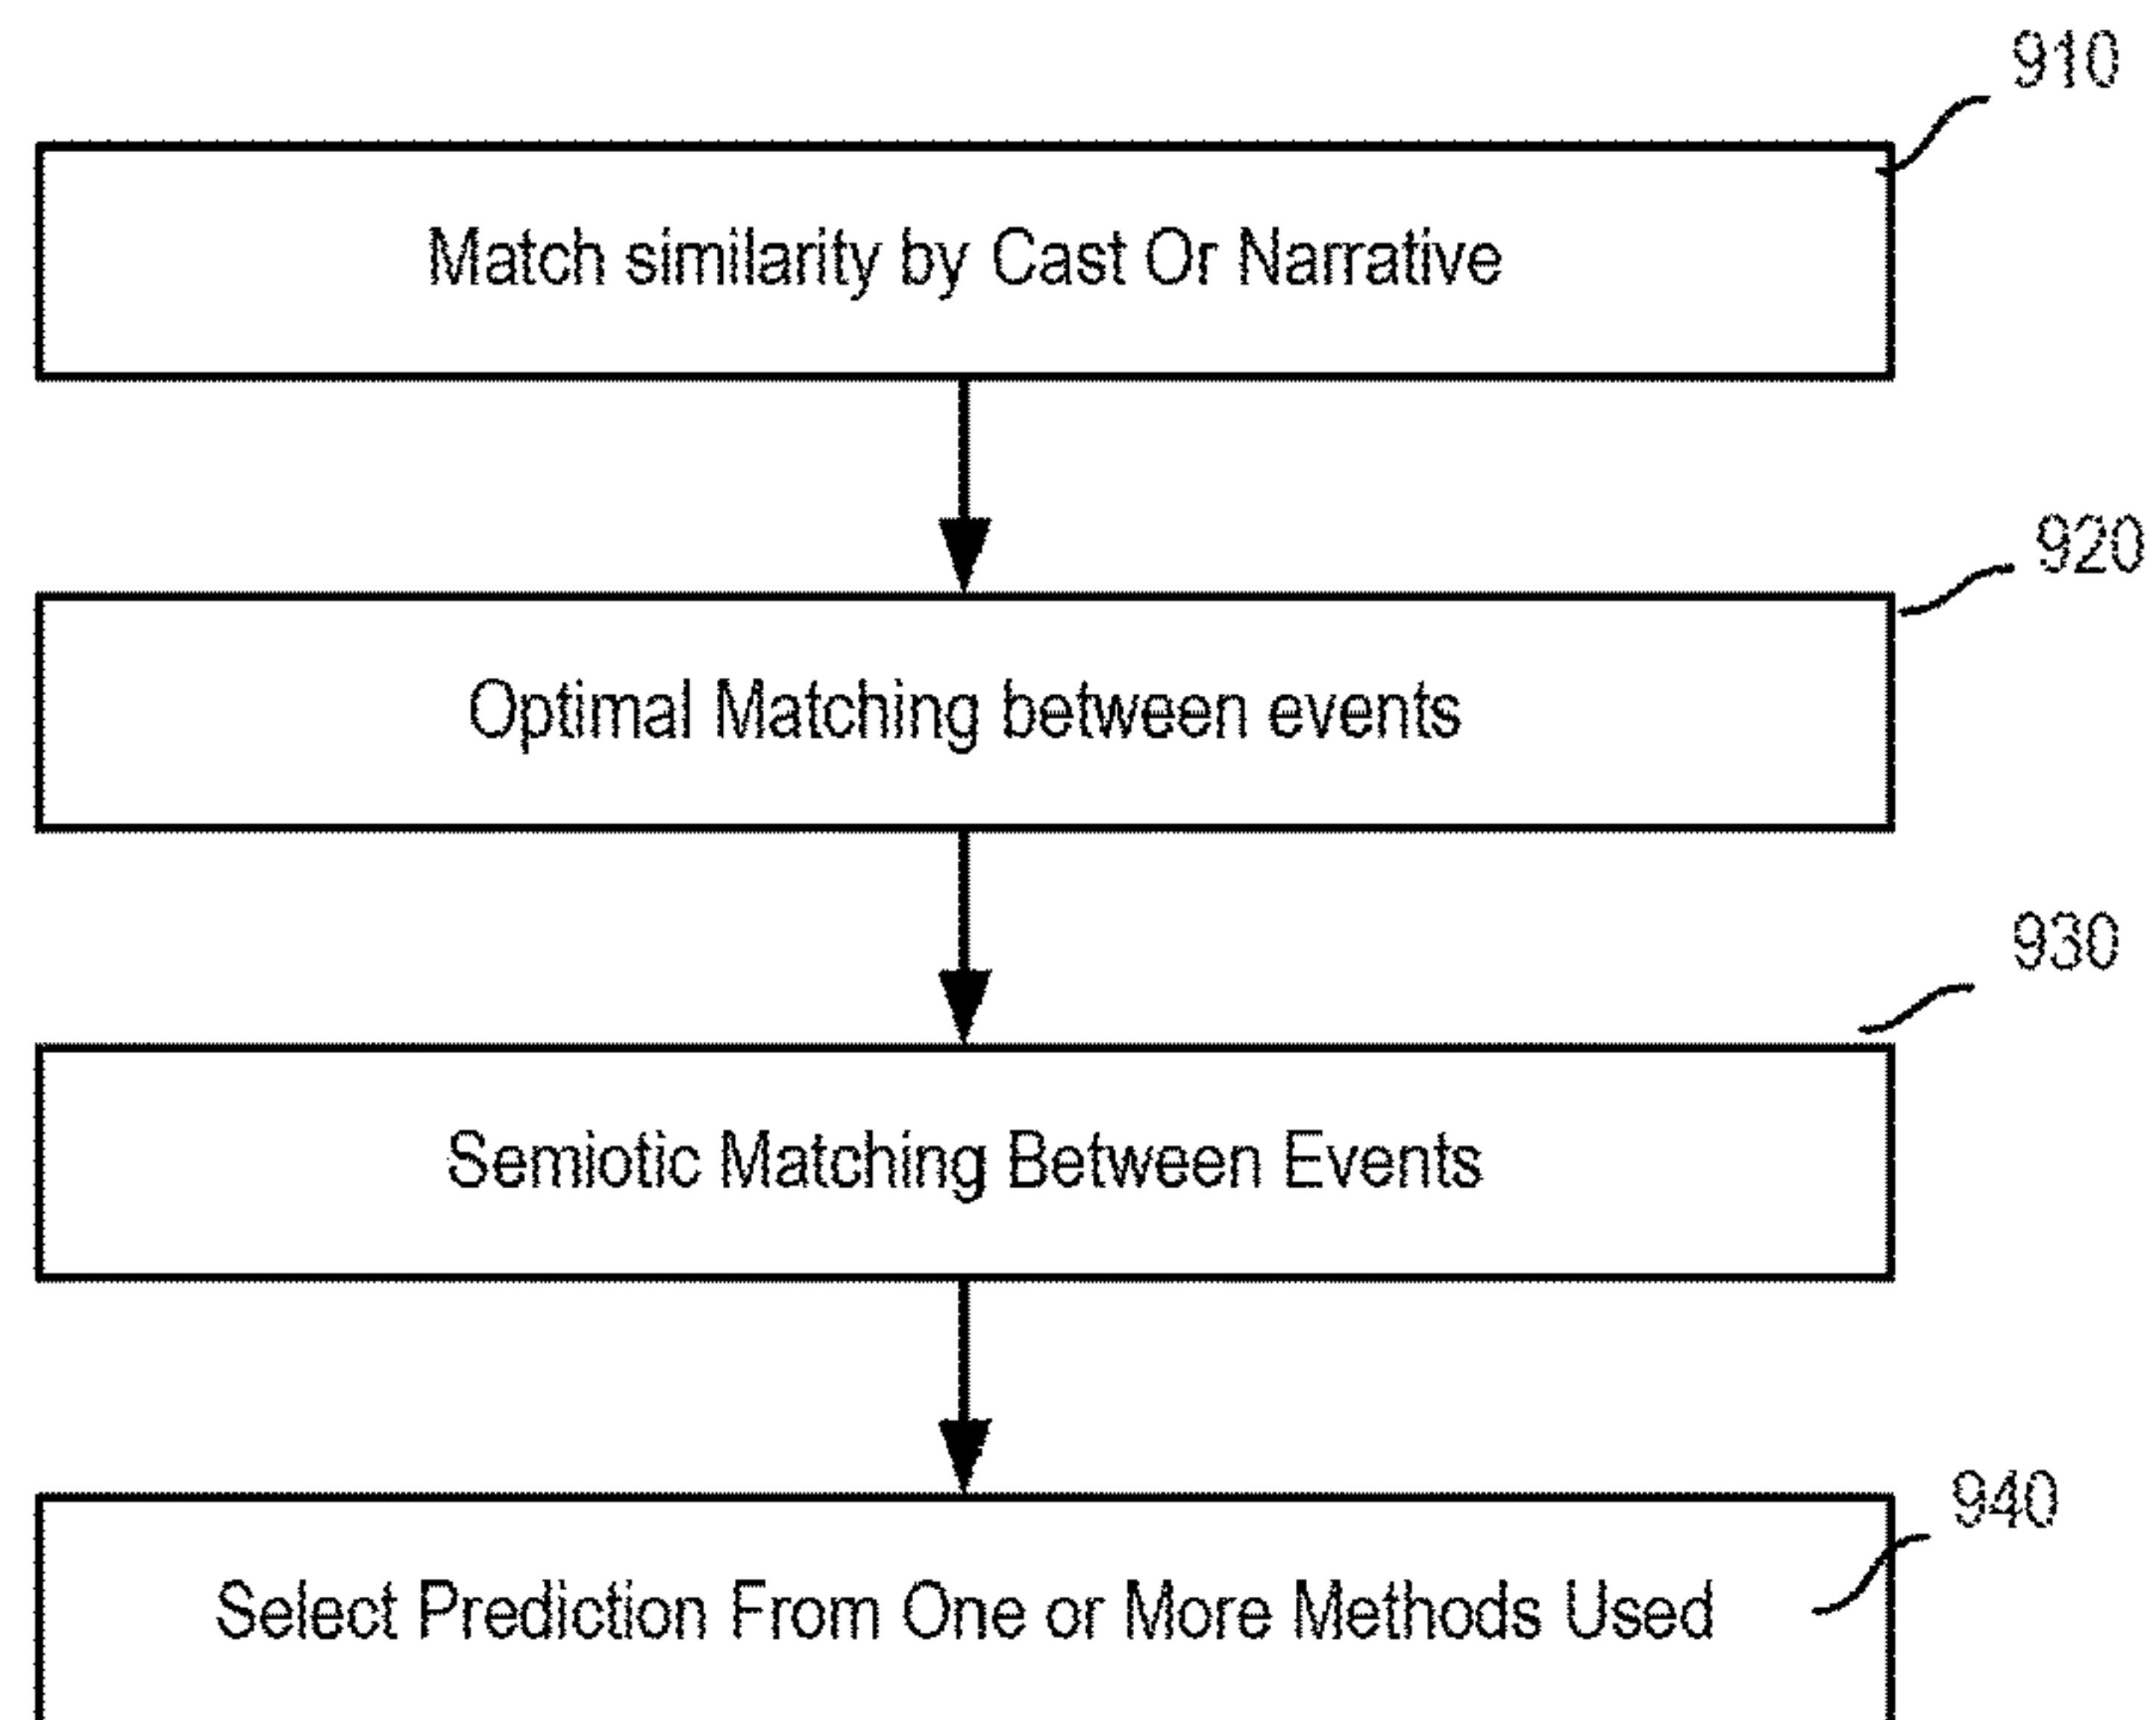 910
Match similarity by Cast Or Narrative
920
Optimal Matching between events
930
Semiotic Matching Between Events
940
Select Prediction From One or More Methods Used